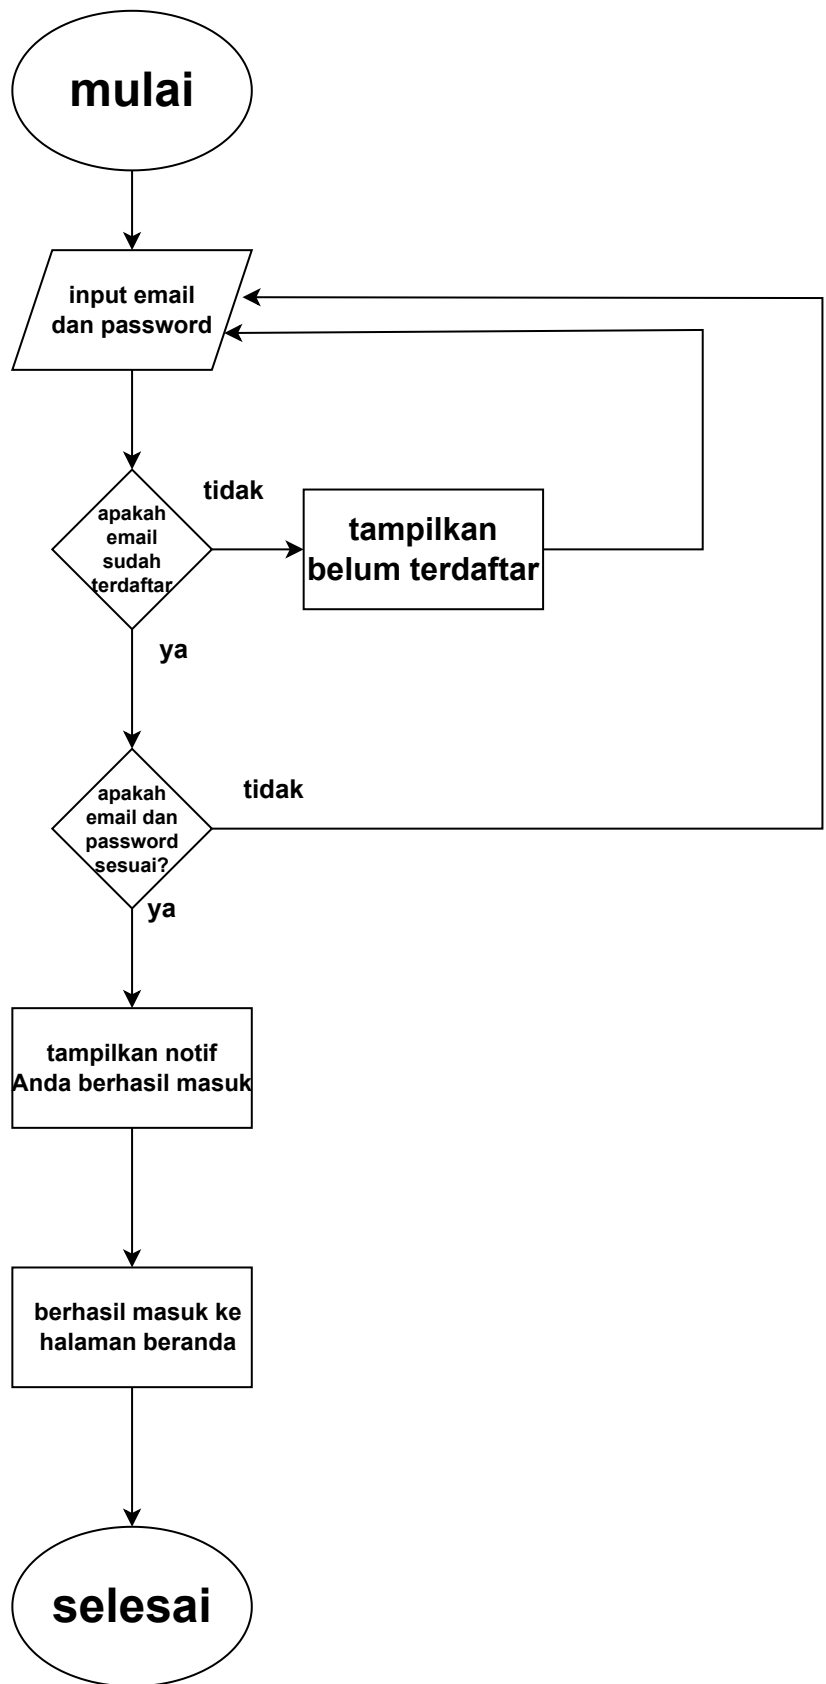 mulai
input email
dan password
tidak
apakah
email
sudah
terdaftar
tampilkan
belum terdaftar
ya
tidak
apakah
email dan
password
sesuai?
ya
tampilkan notif
Anda berhasil masuk
berhasil masuk ke
halaman beranda
selesai